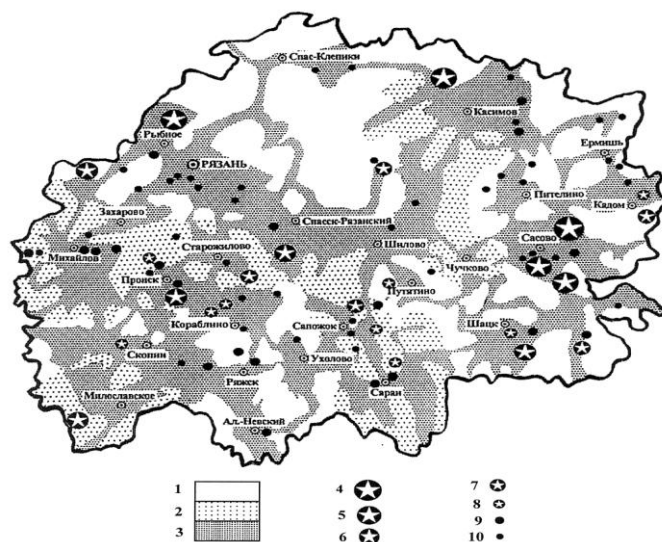 Спас-Клепики
Касимов
Рыбное
РЯЗАНЬ
Ермишь
Пителино
Кадом
Захарово
Спасск-Рязанский
Михайлов
Старожилово
Шилово
Сасово
Чучково
Пронск
Путятино
Кораблино
Сапожок
Шацк
Скопин
Ухолово
Ряжск
Саран
Милославское
Ал.-Невский
1
2
3
4
5
6
7
8
9
10